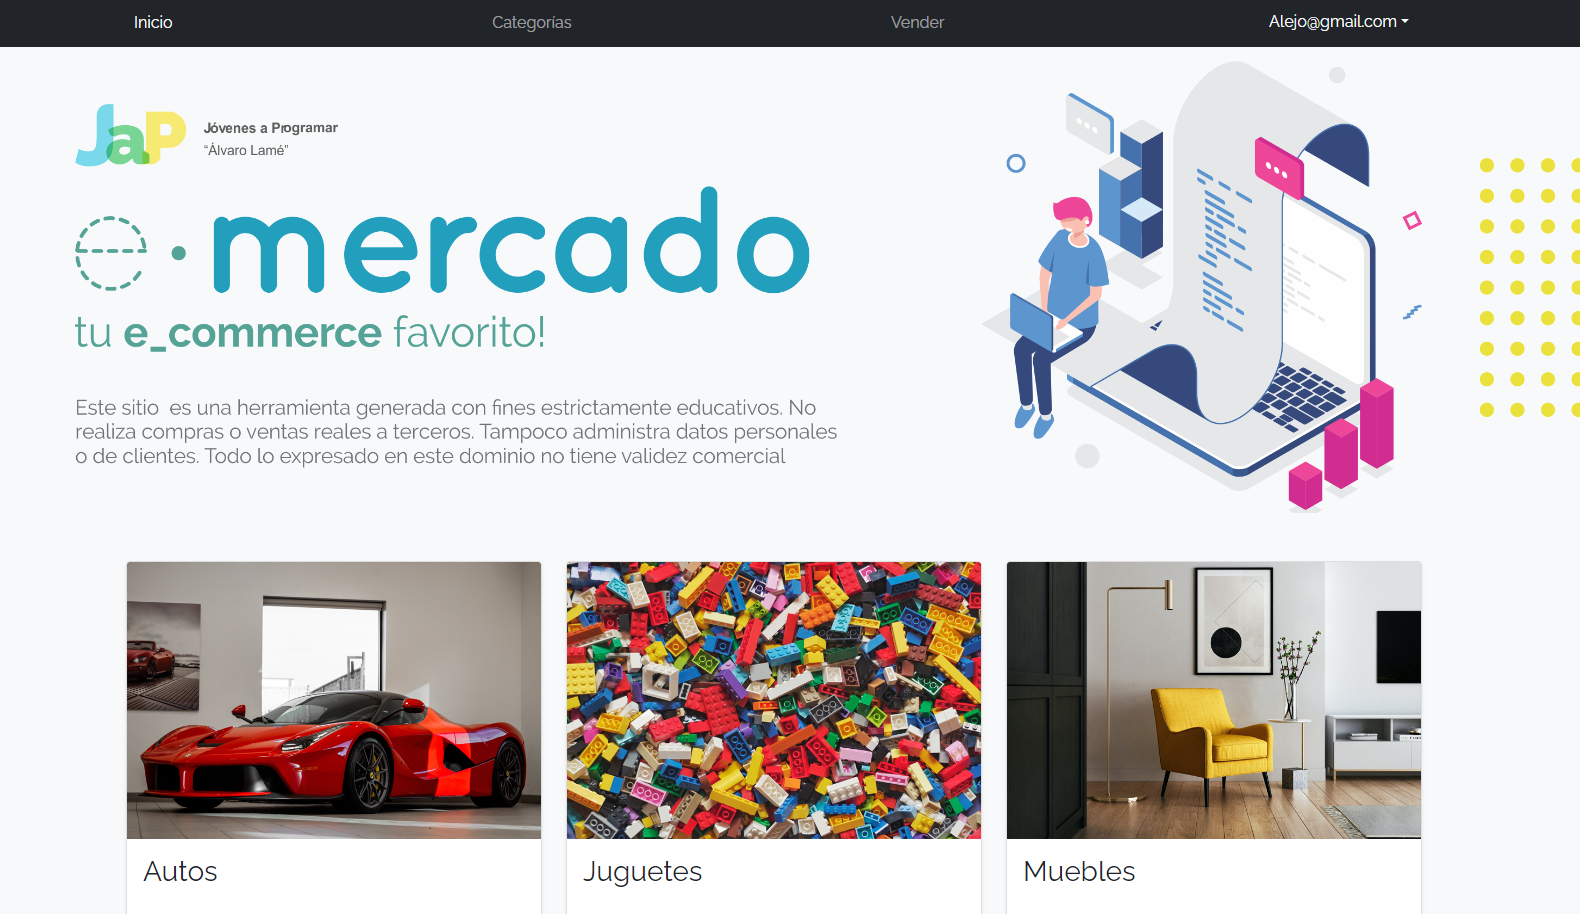 Inicio
Categorías
Vender
Alejo@gmail.com
JaP
Jóvenes a Programar
“Álvaro Lamé”
e · mercado
tu e_commerce favorito!
Este sitio  es una herramienta generada con fines estrictamente educativos. No
realiza compras o ventas reales a terceros. Tampoco administra datos personales
o de clientes. Todo lo expresado en este dominio no tiene validez comercial
Autos
Juguetes
Muebles